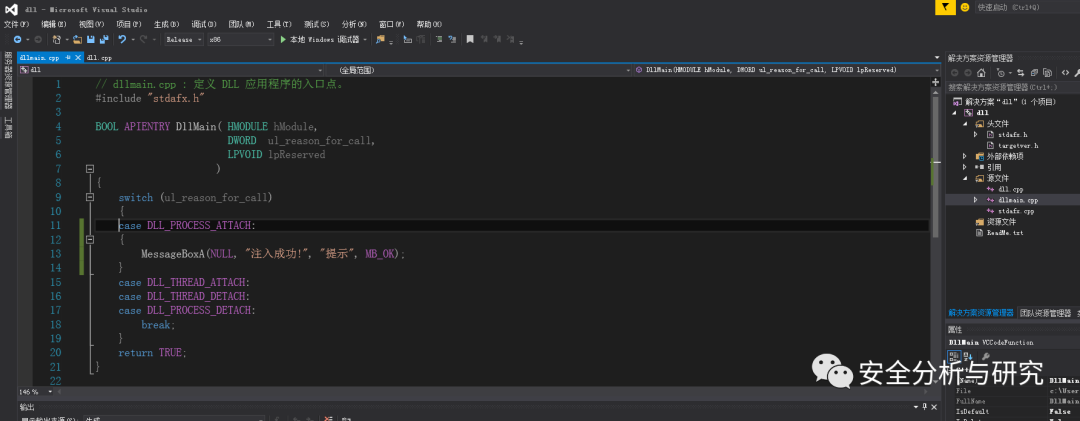 dll - Microsoft Visual Studio
快速启动 (Ctrl+Q)
文件(F) 编辑(E) 视图(V) 项目(P) 生成(B) 调试(D) 团队(M) 工具(T) 测试(S) 分析(N) 窗口(W) 帮助(H)
Release x86 本地 Windows 调试器
dllmain.cpp dll.cpp
dll (全局范围) DllMain(HMODULE hModule, DWORD ul_reason_for_call, LPVOID lpReserved)
服务器资源管理器
工具箱
1 // dllmain.cpp : 定义 DLL 应用程序的入口点。
2 #include "stdafx.h"
3
4 BOOL APIENTRY DllMain( HMODULE hModule,
5 DWORD ul_reason_for_call,
6 LPVOID lpReserved
7 )
8 {
9 switch (ul_reason_for_call)
10 {
11 case DLL_PROCESS_ATTACH:
12 {
13 MessageBoxA(NULL, "注入成功!", "提示", MB_OK);
14 }
15 case DLL_THREAD_ATTACH:
16 case DLL_THREAD_DETACH:
17 case DLL_PROCESS_DETACH:
18 break;
19 }
20 return TRUE;
21 }
22
146 %
输出
解决方案资源管理器
搜索解决方案资源管理器(Ctrl+;)
解决方案"dll"(1 个项目)
dll
头文件
stdafx.h
targetver.h
外部依赖项
引用
源文件
dll.cpp
dllmain.cpp
stdafx.cpp
资源文件
ReadMe.txt
解决方案资源管理器 团队资源管理器
属性
DllMain VCCodeFunction
C++
(Name) DllMain
File c:\User
FullName DllMain
IsDefault False
False
安全分析与研究